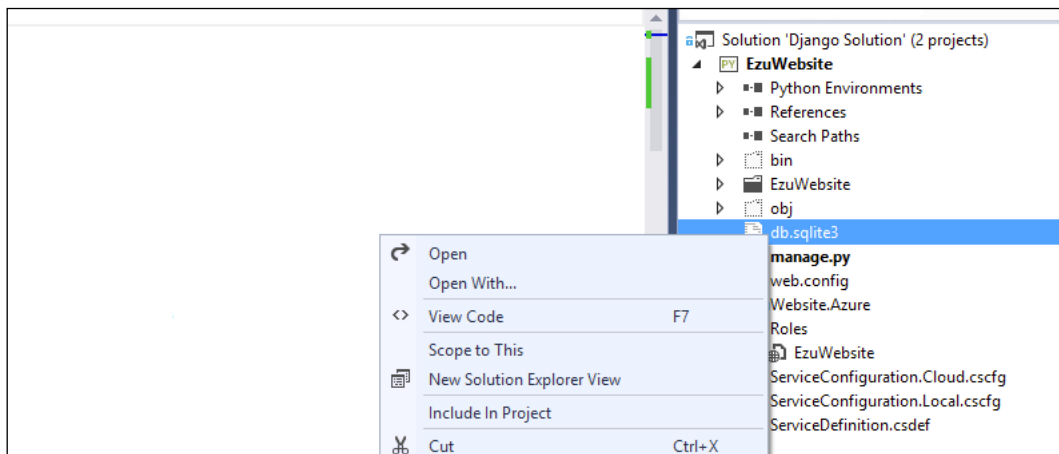 Solution 'Django Solution' (2 projects)
PY EzuWebsite
Python Environments
References
Search Paths
bin
EzuWebsite
obj
db.sqlite3
manage.py
web.config
Website.Azure
Roles
EzuWebsite
ServiceConfiguration.Cloud.cscfg
ServiceConfiguration.Local.cscfg
ServiceDefinition.csdef
Open
Open With...
View Code F7
Scope to This
New Solution Explorer View
Include In Project
Cut Ctrl+X